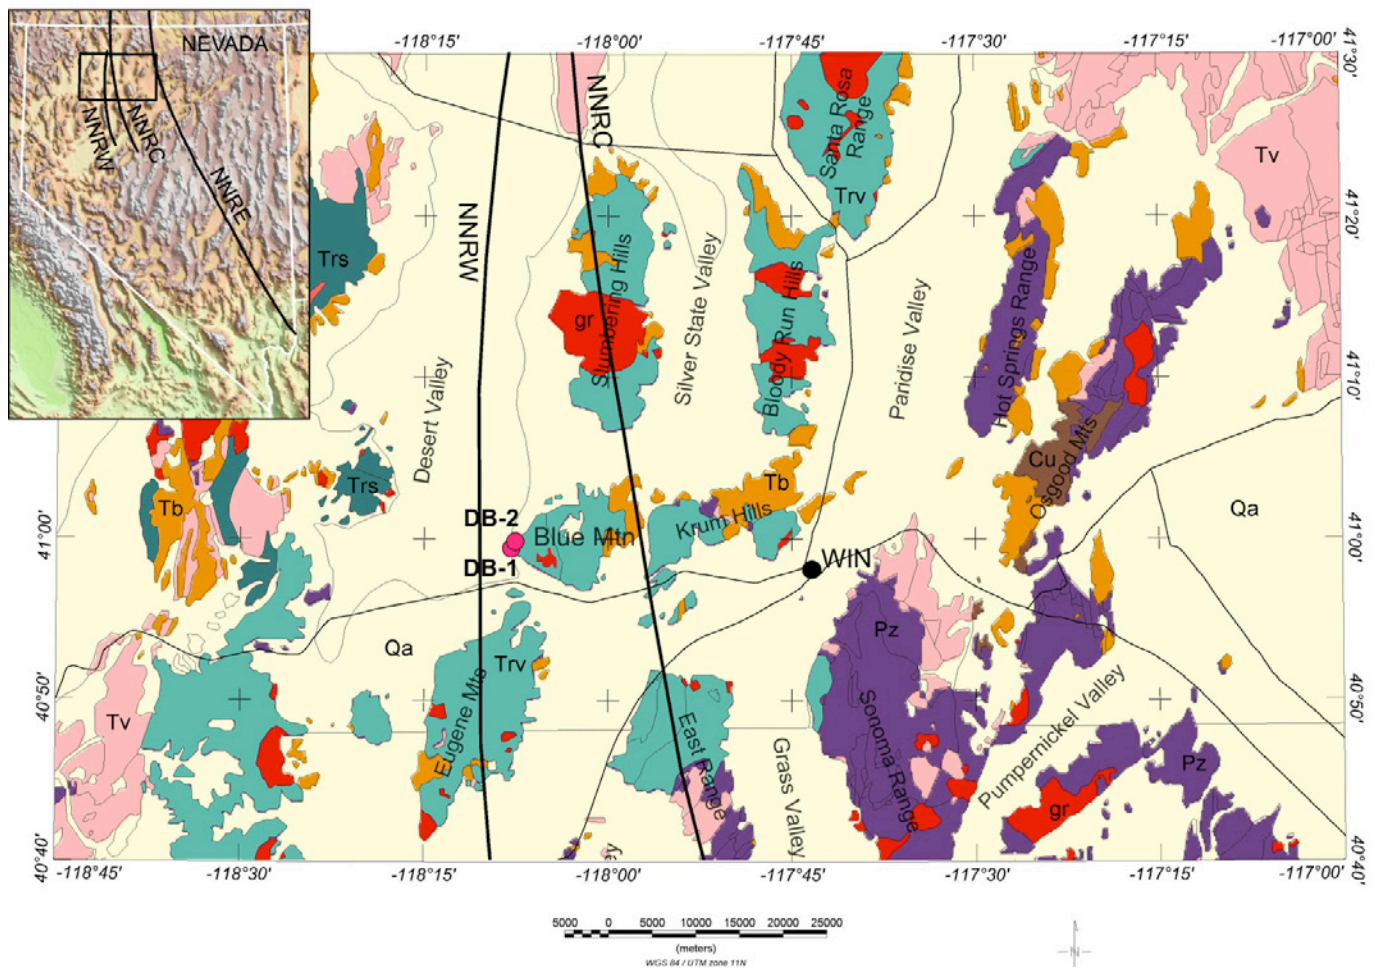 NEVADA
NNRW
NNRC
NNRE
-118°15'
-118°00'
-117°45'
-117°30'
-117°15'
-117°00'
41°30'
41°20'
41°10'
41°00'
40°50'
40°40'
NNRW
NNRC
Santa Rosa
Range
Trv
Tv
Trs
Slumbering Hills
gr
Silver State Valley
Bloody Run Hills
Paridise Valley
Hot Springs Range
Desert Valley
Trs
Tb
Cu
Osgood Mts
Tb
Qa
DB-2
Blue Mtn
Krum Hills
DB-1
WIN
41°00'
Qa
Trv
Pz
Eugene Mts
East Range
Grass Valley
Sonoma Range
Pumpernickel Valley
Pz
gr
Tv
40°50'
40°40'
-118°45'
-118°30'
-118°15'
-118°00'
-117°45'
-117°30'
-117°15'
-117°00'
5000 0 5000 10000 15000 20000 25000
(meters)
WGS 84 / UTM zone 11N
N